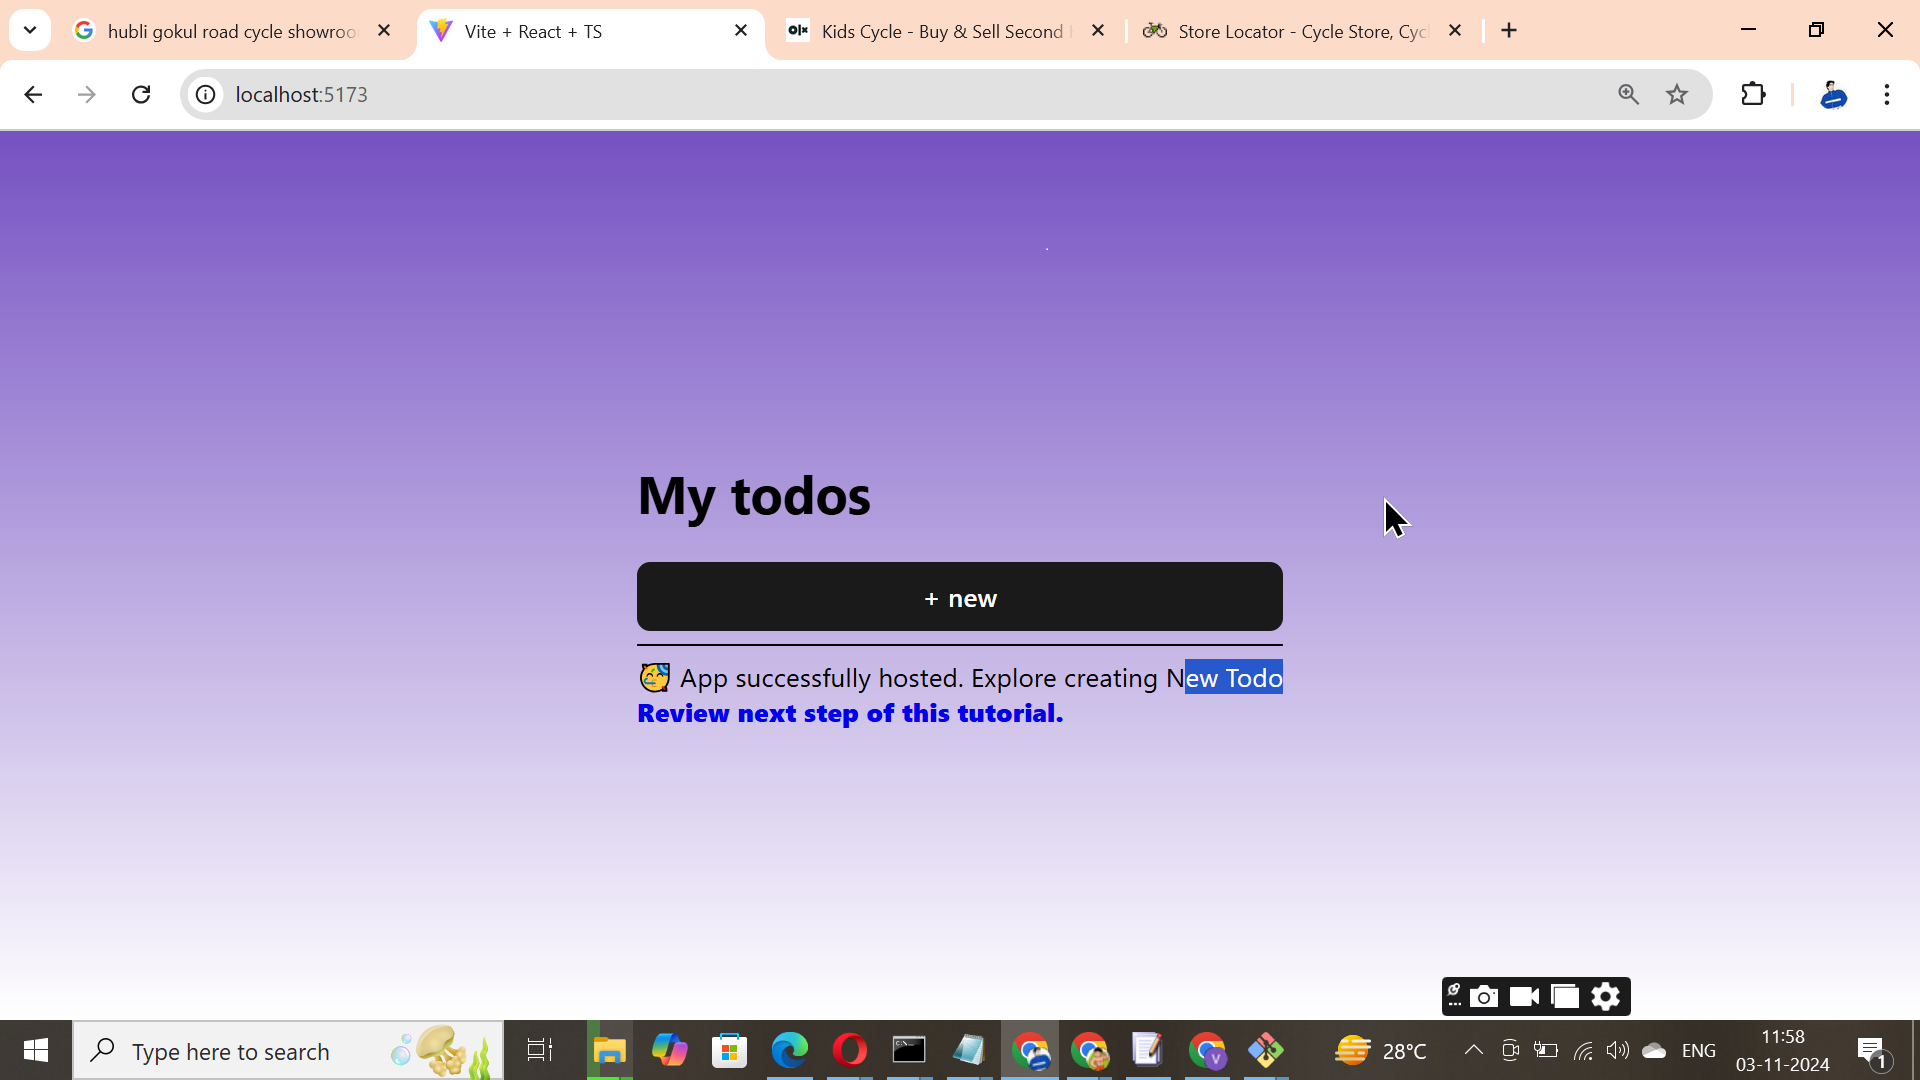 hubli gokul road cycle showroo
Vite + React + TS
olx
Kids Cycle - Buy & Sell Second
Store Locator - Cycle Store, Cyc
localhost:5173
My todos
+ new
🥳 App successfully hosted. Explore creating New Todo
Review next step of this tutorial.
Type here to search
V
28°C
ENG
11:58
03-11-2024
1